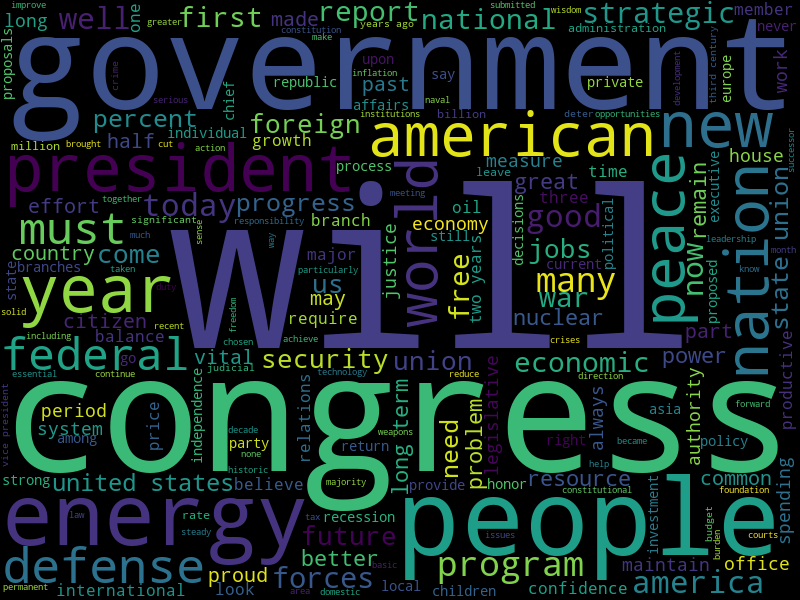 improve
greater
years ago
constitution
submitted
wisdom
make
administration
member
never
long
well
one
first
made
report
national
strategic
proposals
government
crime
republic
upon
past
say
private
development
third century
europe
work
inflation
serious
naval
affairs
chief
percent
individual
foreign
institutions
billion
deter
opportunities
american
new
million
brought
cut
half
growth
action
process
measure
leave
time
house
executive
successor
president
together
today
progress
effort
significant
responsibility
meeting
great
three
good
peace
now
remain
nation
union
state
must
much
branch
way
sense
justice
world
oil
economy
still
decisions
political
jobs
leadership
know
month
country
come
major
particularly
us
free
two years
current
many
war
proposed
state
branches
taken
will
year
duty
recent
citizen
may
require
nuclear
part
solid
balance
freedom
including
go
chosen
achieve
crises
power
productive
federal
vital
security
union
economic
essential
continue
judicial
technology
reduce
direction
authority
forward
vice president
congress
period
system
among
price
independence
decade
party
none
historic
relations
weapons
majority
return
long term
need
problem
legislative
always
right
became
asia
policy
help
strong
united states
believe
provide
honor
resource
constitutional
common
foundation
spending
energy
law
rate
steady
tax
recession
future
issues
people
investment
budget
burden
courts
defense
better
basic
program
maintain
office
permanent
international
proud
look
forces
area
domestic
local
children
confidence
america